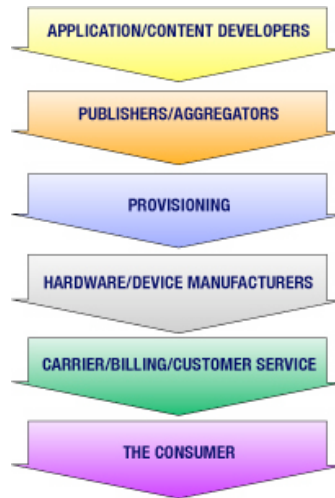 APPLICATION/CONTENT DEVELOPERS
PUBLISHERS/AGGREGATORS
PROVISIONING
HARDWARE/DEVICE MANUFACTURERS
CARRIER/BILLING/CUSTOMER SERVICE
THE CONSUMER